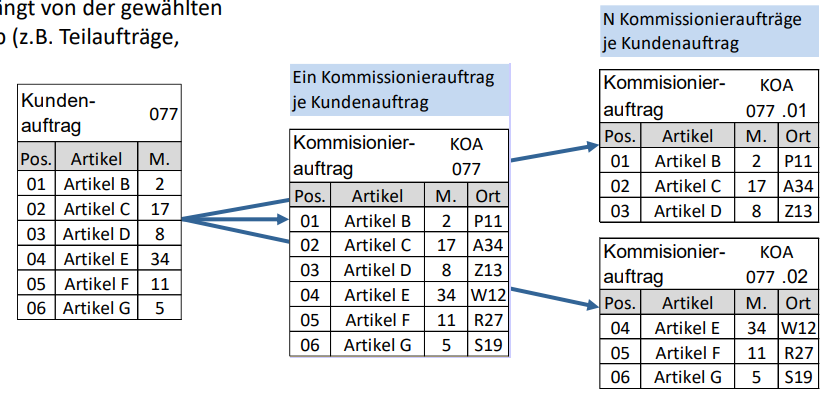 ängt von der gewählten
o (z.B. Teilaufträge,
Kunden-
auftrag 077
Pos. Artikel M.
01 Artikel B 2
02 Artikel C 17
03 Artikel D 8
04 Artikel E 34
05 Artikel F 11
06 Artikel G 5
Ein Kommissionierauftrag
je Kundenauftrag
Kommisionier- KOA
auftrag 077
Pos. Artikel M. Ort
01 Artikel B 2 P11
02 Artikel C 17 A34
03 Artikel D 8 Z13
04 Artikel E 34 W12
05 Artikel F 11 R27
06 Artikel G 5 S19
N Kommissionieraufträge
je Kundenauftrag
Kommisionier- KOA
auftrag 077 .01
Pos. Artikel M. Ort
01 Artikel B 2 P11
02 Artikel C 17 A34
03 Artikel D 8 Z13
Kommisionier- KOA
auftrag 077 .02
Pos. Artikel M. Ort
04 Artikel E 34 W12
05 Artikel F 11 R27
06 Artikel G 5 S19